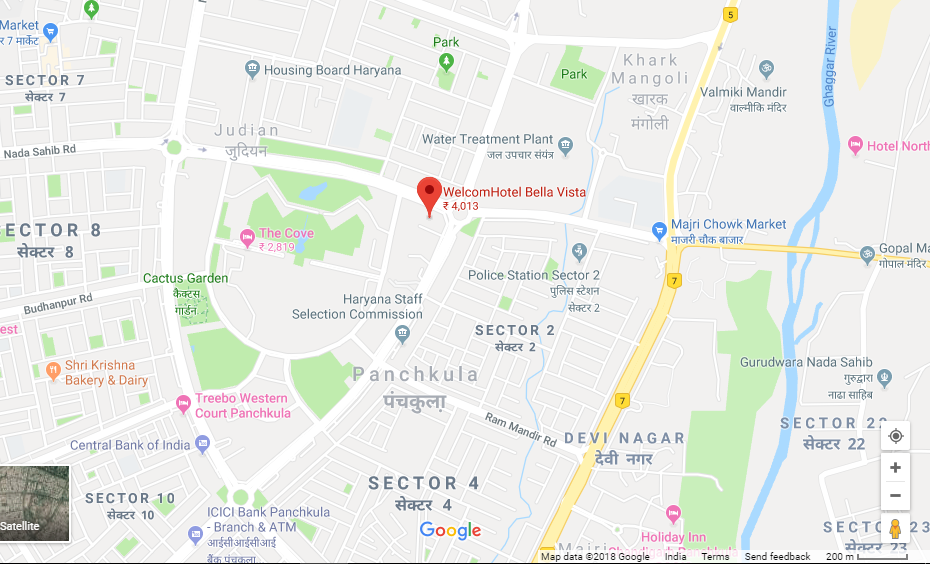 Market
र 7 मार्केट
SECTOR 7
सेक्टर 7
Park
5
Housing Board Haryana
Park
Khark
Mangoli
खारक
मंगोली
Valmiki Mandir
वाल्मीकि मंदिर
Ghaggar River
Judian
जुदियन
Nada Sahib Rd
Water Treatment Plant
जल उपचार संयंत्र
Hotel North
WelcomHotel Bella Vista
₹ 4,013
SECTOR 8
सेक्टर 8
The Cove
₹ 2,819
Majri Chowk Market
माजरी चौक बाजार
Gopal Ma
गोपाल मंदिर
Cactus Garden
कैक्टस
गार्डन
Police Station Sector 2
पुलिस स्टेशन
सेक्टर 2
7
Budhanpur Rd
Haryana Staff
Selection Commission
est
SECTOR 2
सेक्टर 2
Shri Krishna
Bakery & Dairy
Panchkula
पंचकुला
Gurudwara Nada Sahib
गुरुद्वारा
नाढा साहिब
Treebo Western
Court Panchkula
7
Ram Mandir Rd
SECTOR 22
सेक्टर 22
Central Bank of India
DEVI NAGAR
देवी नगर
SECTOR 10
सेक्टर 10
SECTOR 4
सेक्टर 4
ICICI Bank Panchkula
- Branch & ATM
आईसीआईसीआई
बैंक पंचकुला
Satellite
Google
SECTOR 23
सेक्टर 23
Holiday Inn
Chandigarh Panchkula
Majri
Map data ©2018 Google
India
Terms
Send feedback
200 m